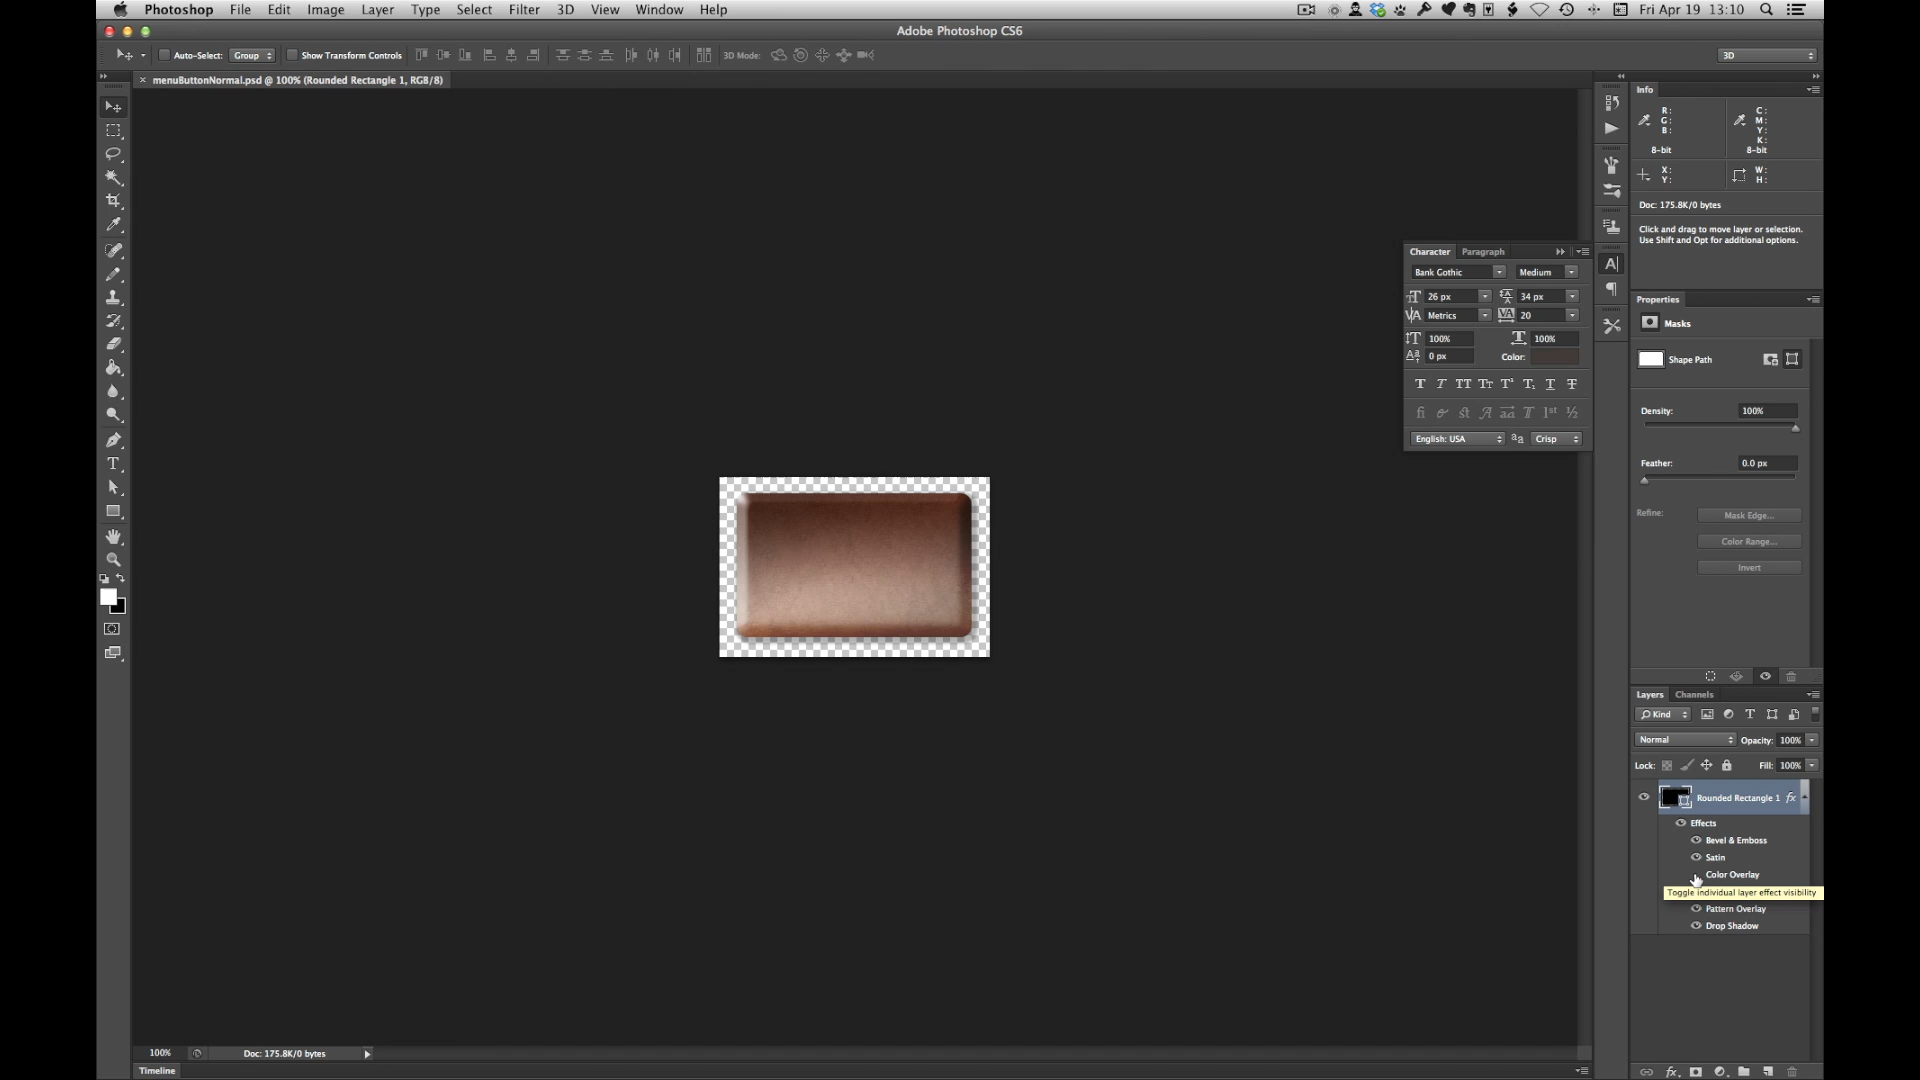 Photoshop File Edit Image Layer Type Select Filter 3D View Window Help Fri Apr 19 13:10
Adobe Photoshop CS6
Auto-Select: Group Show Transform Controls 3D Mode: 3D
× menuButtonNormal.psd @ 100% (Rounded Rectangle 1, RGB/8)
Info
R: C:
G: M:
B: Y:
K:
8-bit 8-bit
X: W:
Y: H:
Doc: 175.8K/0 bytes
Click and drag to move layer or selection.
Use Shift and Opt for additional options.
Character Paragraph
Bank Gothic Medium
26 px 34 px
Metrics 20
100% 100%
0 px Color:
English: USA aa Crisp
Properties
Masks
Shape Path
Density: 100%
Feather: 0.0 px
Refine: Mask Edge...
Color Range...
Invert
Layers Channels
Kind
Normal Opacity: 100%
Lock: Fill: 100%
Rounded Rectangle 1 fx
Effects
Bevel & Emboss
Satin
Color Overlay
Toggle individual layer effect visibility
Pattern Overlay
Drop Shadow
100% Doc: 175.8K/0 bytes
Timeline